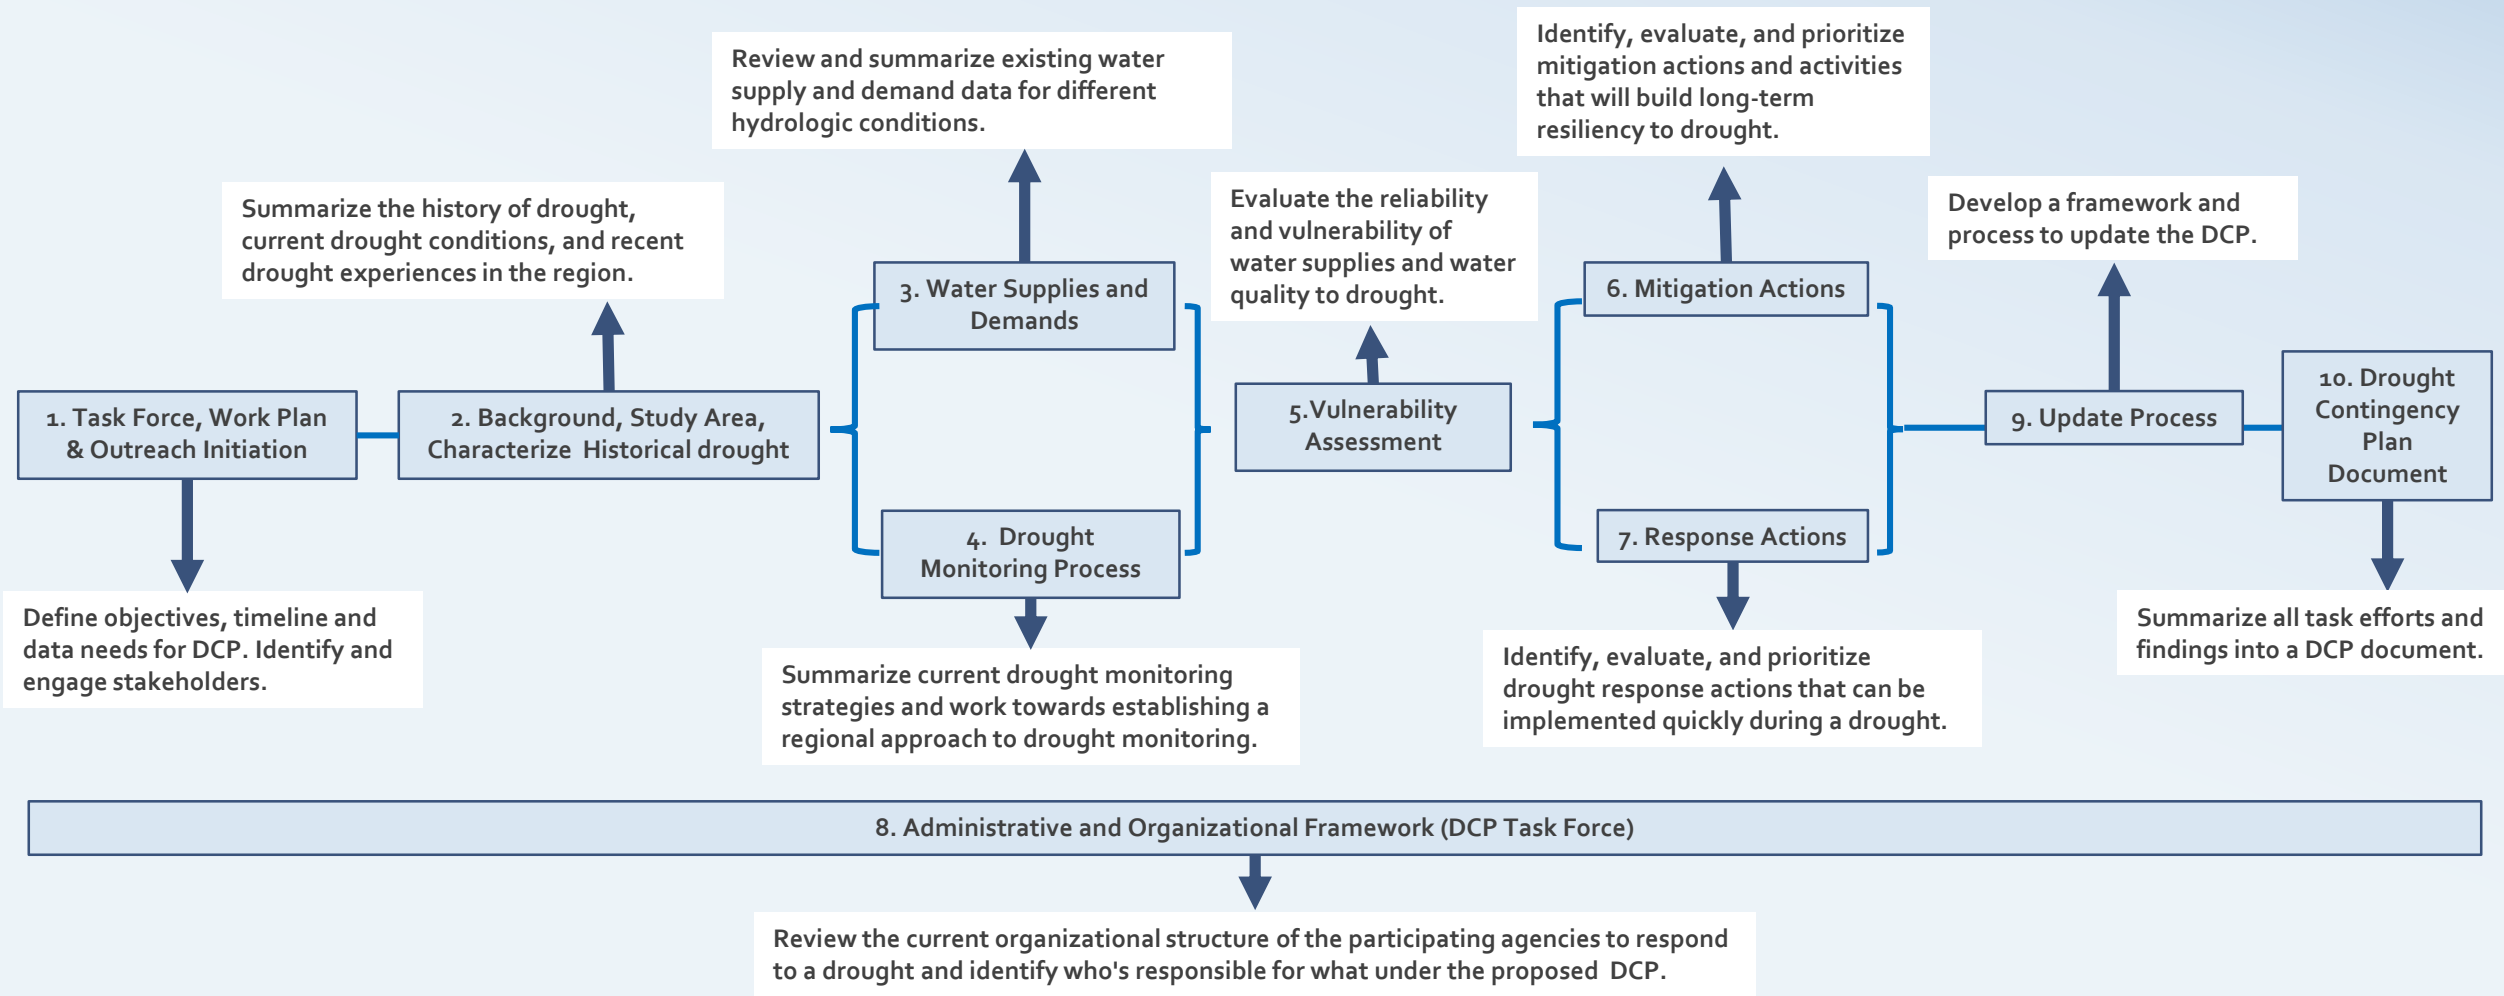 Identify, evaluate, and prioritize
mitigation actions and activities
that will build long-term
resiliency to drought.
Review and summarize existing water
supply and demand data for different
hydrologic conditions.
Summarize the history of drought,
current drought conditions, and recent
drought experiences in the region.
Evaluate the reliability
and vulnerability of
water supplies and water
quality to drought.
Develop a framework and
process to update the DCP.
3. Water Supplies and
Demands
6. Mitigation Actions
1. Task Force, Work Plan
& Outreach Initiation
2. Background, Study Area,
Characterize Historical drought
5.Vulnerability
Assessment
9. Update Process
10. Drought
Contingency
Plan
Document
4. Drought
Monitoring Process
7. Response Actions
Define objectives, timeline and
data needs for DCP. Identify and
engage stakeholders.
Summarize current drought monitoring
strategies and work towards establishing a
regional approach to drought monitoring.
Identify, evaluate, and prioritize
drought response actions that can be
implemented quickly during a drought.
Summarize all task efforts and
findings into a DCP document.
8. Administrative and Organizational Framework (DCP Task Force)
Review the current organizational structure of the participating agencies to respond
to a drought and identify who's responsible for what under the proposed DCP.